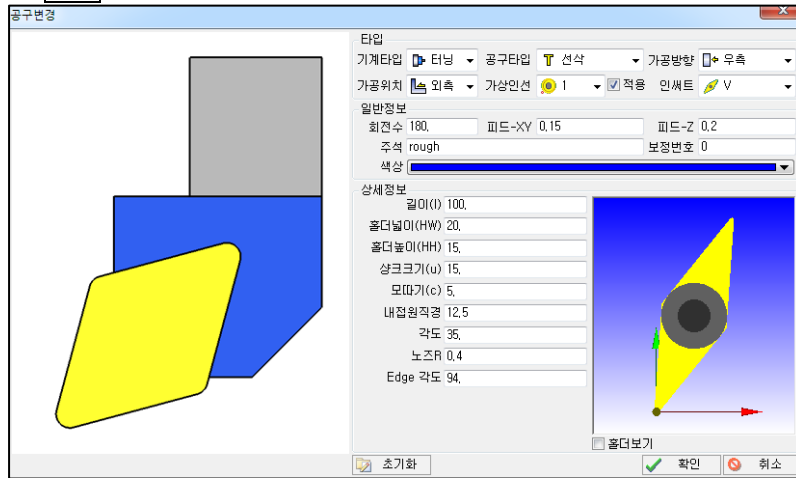 공구변경
타입
기계타입 터닝 공구타입 선삭 가공방향 우측
가공위치 외측 가상인선 1 적용 인써트 V
일반정보
회전수 180, 피드-XY 0,15 피드-Z 0,2
주석 rough 보정번호 0
색상
상세정보
길이(l) 100,
홀더넓이(HW) 20,
홀더높이(HH) 15,
샹크크기(u) 15,
모따기(c) 5,
내접원직경 12,5
각도 35,
노즈R 0,4
Edge 각도 94,
홀더보기
초기화 확인 취소